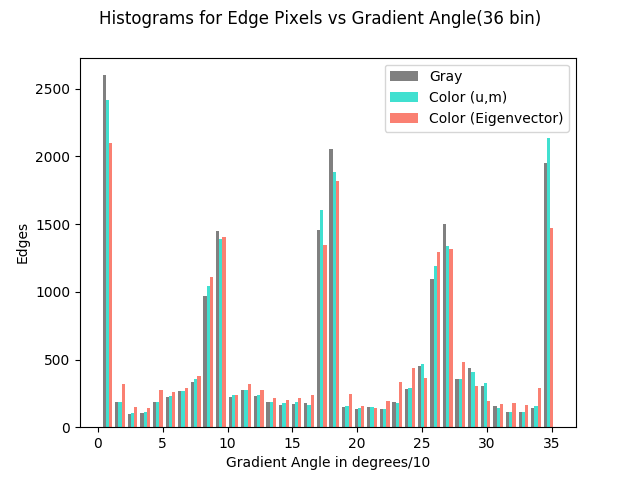 Histograms for Edge Pixels vs Gradient Angle(36 bin)
Gray
Color (u,m)
Color (Eigenvector)
2500
2000
1500
1000
500
0
Edges
0 5 10 15 20 25 30 35
Gradient Angle in degrees/10